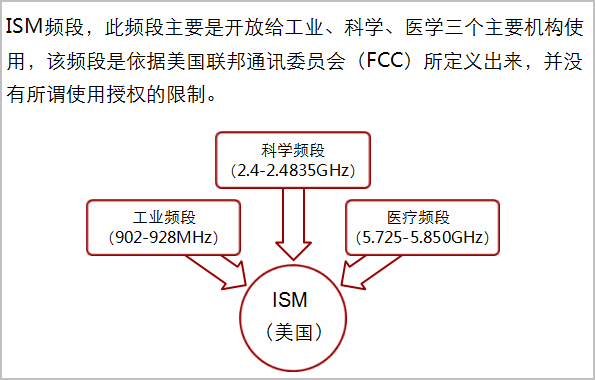 ISM频段，此频段主要是开放给工业、科学、医学三个主要机构使
用，该频段是依据美国联邦通讯委员会（FCC）所定义出来，并没
有所谓使用授权的限制。
科学频段
（2.4-2.4835GHz）
工业频段
（902-928MHz）
医疗频段
（5.725-5.850GHz）
ISM
（美国）